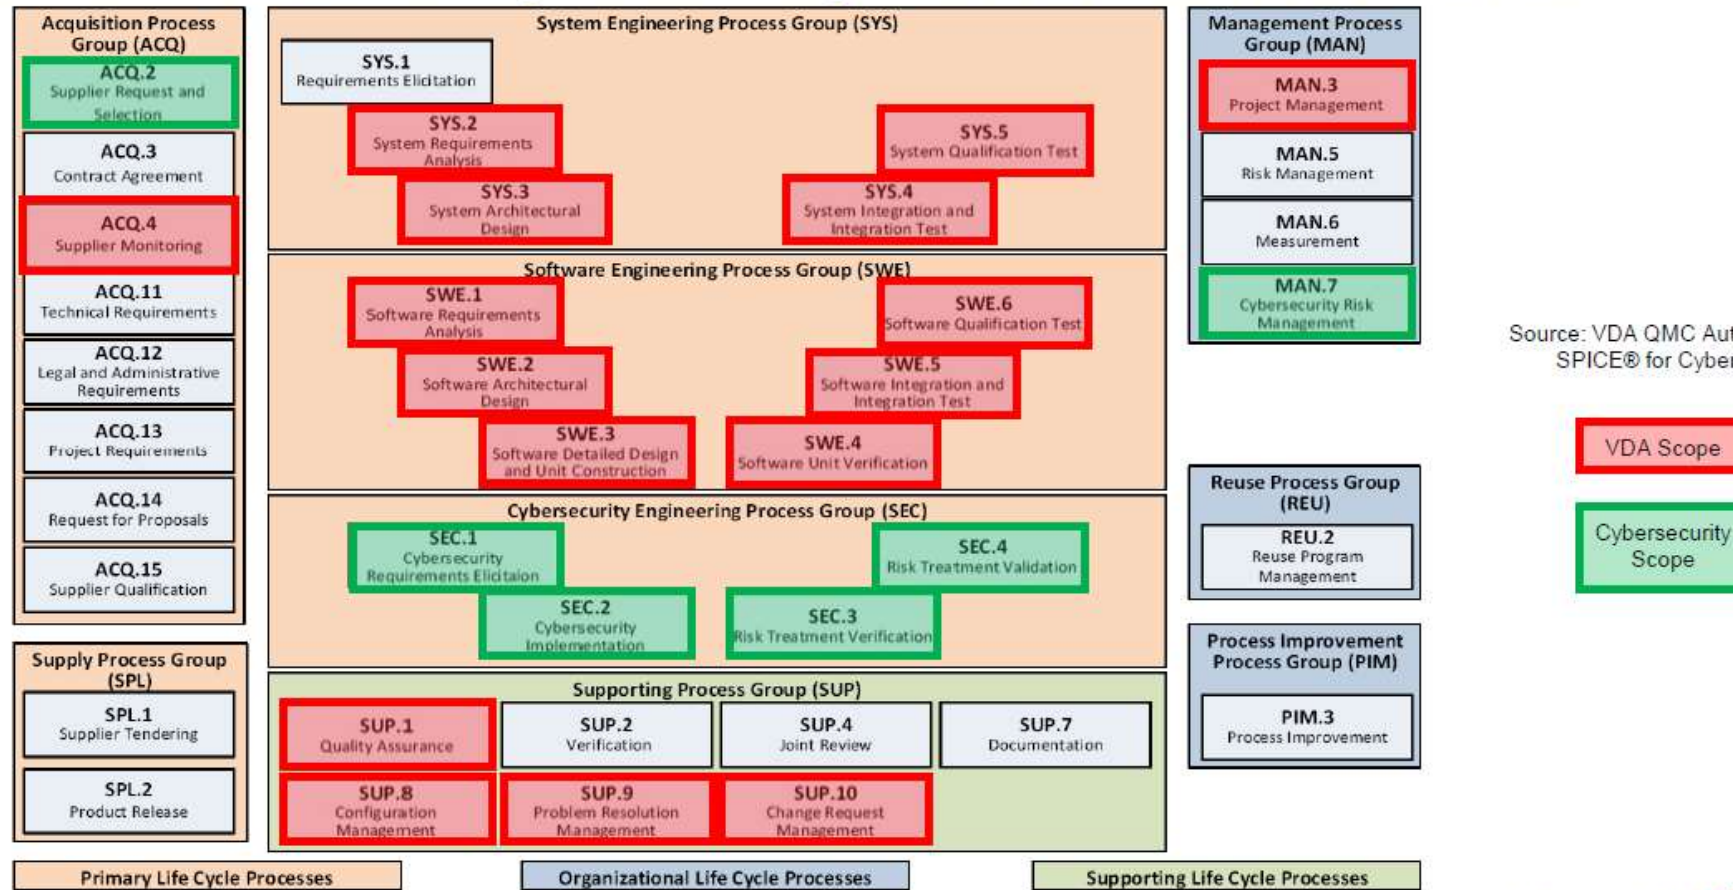 Acquisition Process
Group (ACQ)
ACQ.2
Supplier Request and
Selection
ACQ.3
Contract Agreement
ACQ.4
Supplier Monitoring
ACQ.11
Technical Requirements
ACQ.12
Legal and Administrative
Requirements
ACQ.13
Project Requirements
ACQ.14
Request for Proposals
ACQ.15
Supplier Qualification
Supply Process Group
(SPL)
SPL.1
Supplier Tendering
SPL.2
Product Release
System Engineering Process Group (SYS)
SYS.1
Requirements Elicitation
SYS.2
System Requirements
Analysis
SYS.3
System Architectural
Design
SYS.5
System Qualification Test
SYS.4
System Integration and
Integration Test
Software Engineering Process Group (SWE)
SWE.1
Software Requirements
Analysis
SWE.2
Software Architectural
Design
SWE.3
Software Detailed Design
and Unit Construction
SWE.6
Software Qualification Test
SWE.5
Software Integration and
Integration Test
SWE.4
Software Unit Verification
Cybersecurity Engineering Process Group (SEC)
SEC.1
Cybersecurity
Requirements Elicitaion
SEC.2
Cybersecurity
Implementation
SEC.4
Risk Treatment Validation
SEC.3
Risk Treatment Verification
Supporting Process Group (SUP)
SUP.1
Quality Assurance
SUP.2
Verification
SUP.4
Joint Review
SUP.7
Documentation
SUP.8
Configuration
Management
SUP.9
Problem Resolution
Management
SUP.10
Change Request
Management
Management Process
Group (MAN)
MAN.3
Project Management
MAN.5
Risk Management
MAN.6
Measurement
MAN.7
Cybersecurity Risk
Management
Reuse Process Group
(REU)
REU.2
Reuse Program
Management
Process Improvement
Process Group (PIM)
PIM.3
Process Improvement
Source: VDA QMC Aut
SPICE® for Cyber
VDA Scope
Cybersecurity
Scope
Primary Life Cycle Processes
Organizational Life Cycle Processes
Supporting Life Cycle Processes